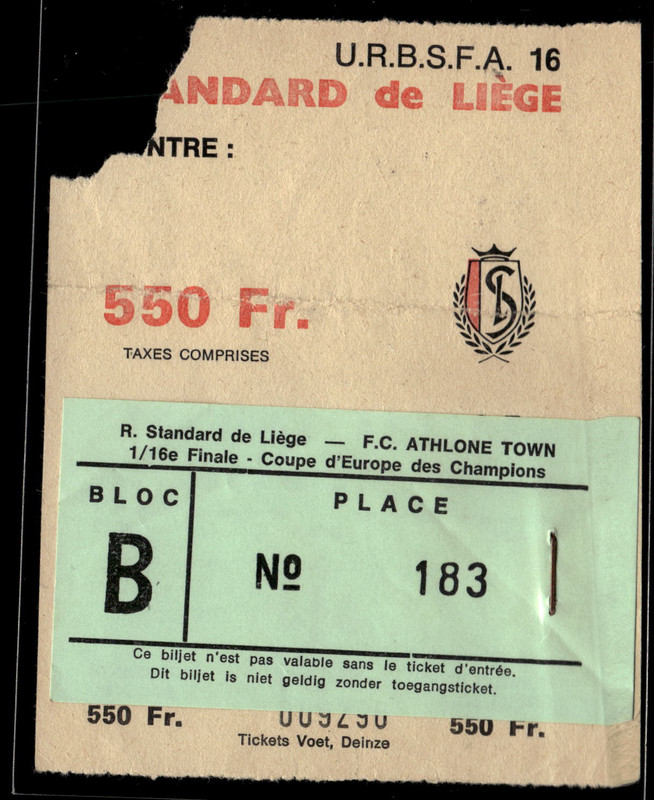 U.R.B.S.F.A. 16
ANDARD de LIÈGE
NTRE :
550 Fr.
TAXES COMPRISES
R. Standard de Liège — F.C. ATHLONE TOWN
1/16e Finale - Coupe d'Europe des Champions
BLOC PLACE
B Nº 183
Ce biljet n'est pas valable sans le ticket d'entrée.
Dit biljet is niet geldig zonder toegangsticket.
550 Fr. 009290 550 Fr.
Tickets Voet, Deinze